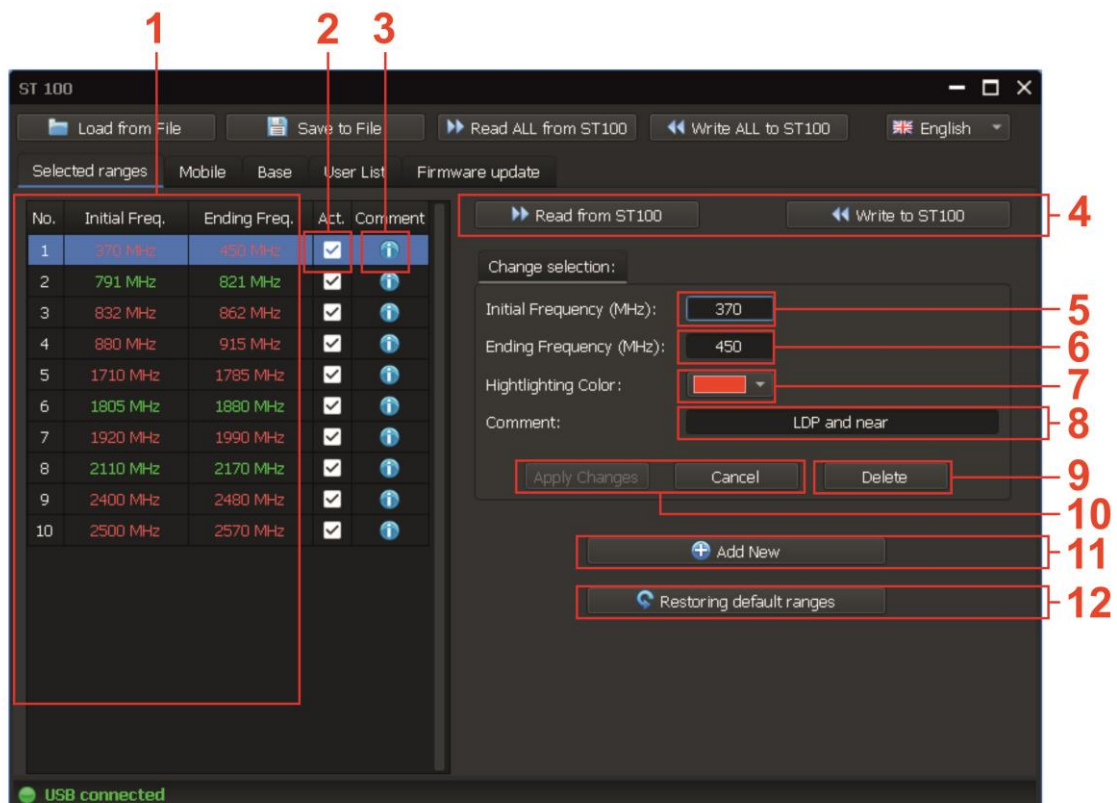 1 2 3
ST 100
Load from File Save to File Read ALL from ST100 Write ALL to ST100 English
Selected ranges Mobile Base User List Firmware update
No. Initial Freq. Ending Freq. Act. Comment
1 370 MHz 450 MHz
2 791 MHz 821 MHz
3 832 MHz 862 MHz
4 880 MHz 915 MHz
5 1710 MHz 1785 MHz
6 1805 MHz 1880 MHz
7 1920 MHz 1990 MHz
8 2110 MHz 2170 MHz
9 2400 MHz 2480 MHz
10 2500 MHz 2570 MHz
Read from ST100 Write to ST100 4
Change selection:
Initial Frequency (MHz): 370 5
Ending Frequency (MHz): 450 6
Hightlighting Color: 7
Comment: LDP and near 8
Apply Changes Cancel Delete 9
10
Add New 11
Restoring default ranges 12
USB connected